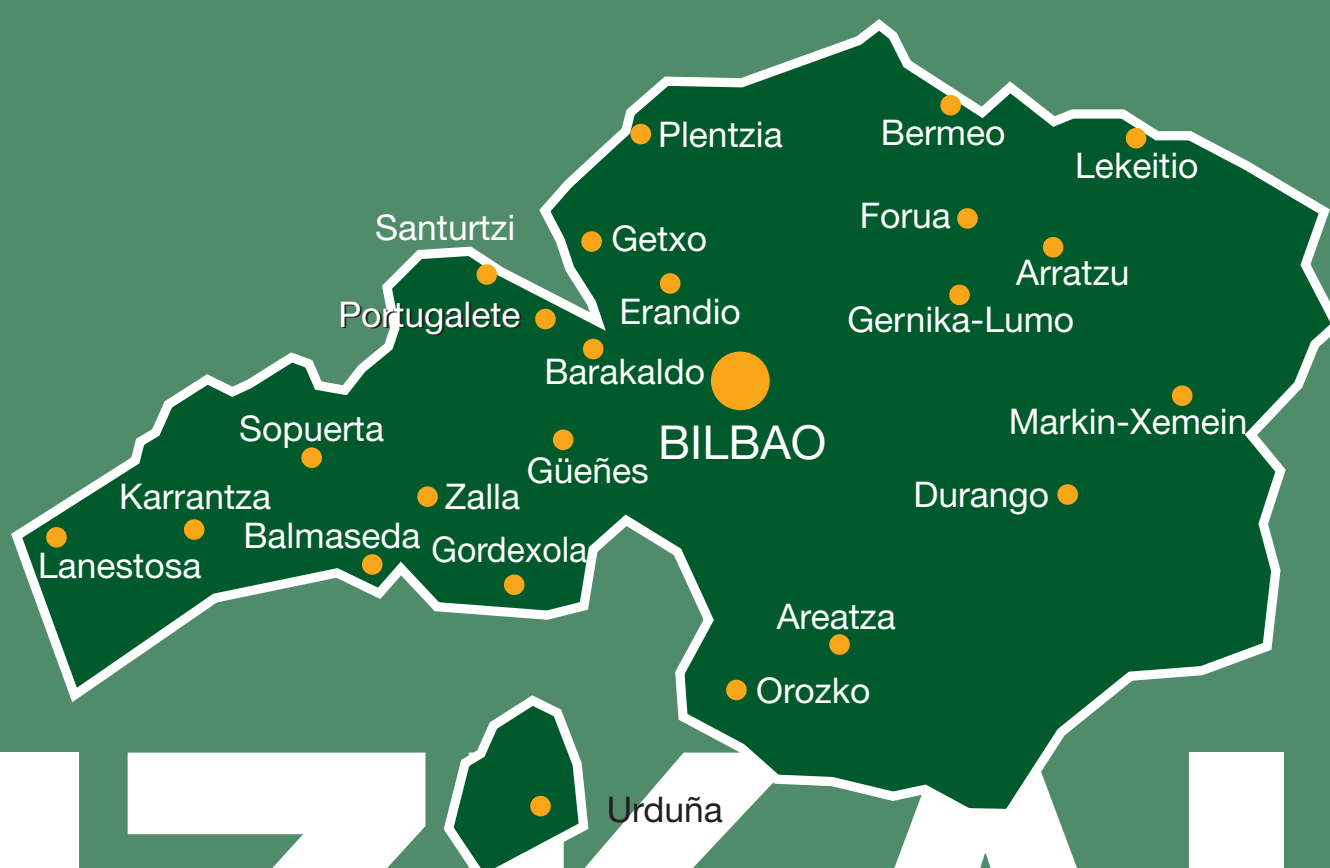 Plentzia
Bermeo
Lekeitio
Santurtzi
Getxo
Forua
Arratzu
Portugalete
Erandio
Gernika-Lumo
Barakaldo
BILBAO
Markin-Xemein
Sopuerta
Güeñes
Karrantza
Zalla
Durango
Balmaseda
Gordexola
Lanestosa
Areatza
Orozko
Urduña